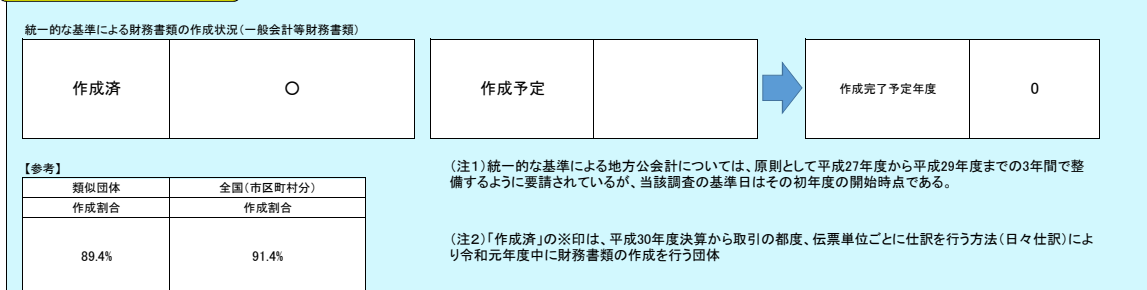 統一的な基準による財務書類の作成状況(一般会計等財務書類)
作成済
〇
作成予定
作成完了予定年度
0
【参考】
類似団体
全国(市区町村分)
作成割合
作成割合
89.4%
91.4%
(注1)統一的な基準による地方公会計については、原則として平成27年度から平成29年度までの3年間で整
備するように要請されているが、当該調査の基準日はその初年度の開始時点である。
(注2)「作成済」の※印は、平成30年度決算から取引の都度、伝票単位ごとに仕訳を行う方法(日々仕訳)によ
り令和元年度中に財務書類の作成を行う団体